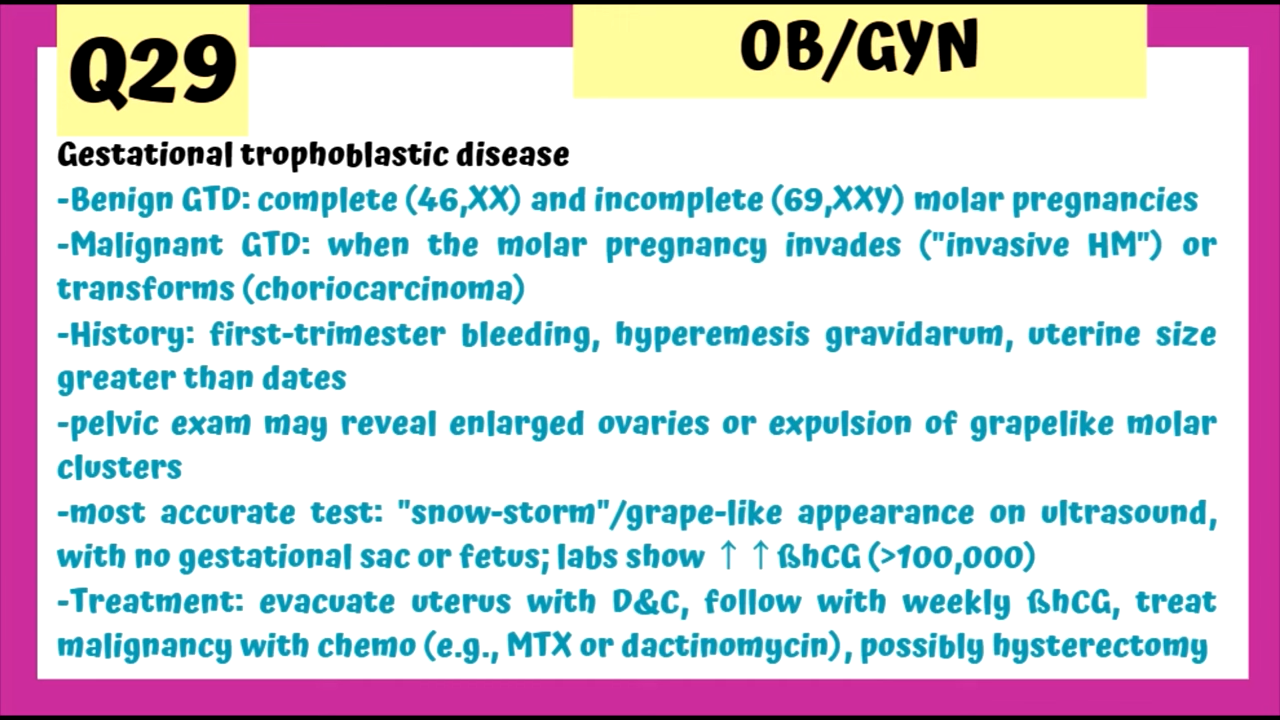 Q29
OB/GYN
Gestational trophoblastic disease
-Benign GTD: complete (46,XX) and incomplete (69,XXY) molar pregnancies
-Malignant GTD: when the molar pregnancy invades ("invasive HM") or
transforms (choriocarcinoma)
-History: first-trimester bleeding, hyperemesis gravidarum, uterine size
greater than dates
-pelvic exam may reveal enlarged ovaries or expulsion of grapelike molar
clusters
-most accurate test: "snow-storm"/grape-like appearance on ultrasound,
with no gestational sac or fetus; labs show ↑↑ßhCG (>100,000)
-Treatment: evacuate uterus with D&C, follow with weekly ßhCG, treat
malignancy with chemo (e.g., MTX or dactinomycin), possibly hysterectomy